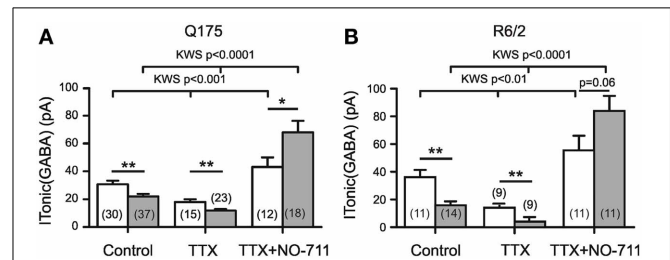 A
Q175
KWS p<0.0001
KWS p<0.001
ITonic(GABA) (pA)
100
80
60
40
20
0
**
**
*
(30)
(37)
(15)
(23)
(12)
(18)
Control
TTX
TTX+NO-711
B
R6/2
KWS p<0.0001
KWS p<0.01
p=0.06
ITonic(GABA) (pA)
100
80
60
40
20
0
**
**
(11)
(14)
(9)
(9)
(11)
(11)
Control
TTX
TTX+NO-711